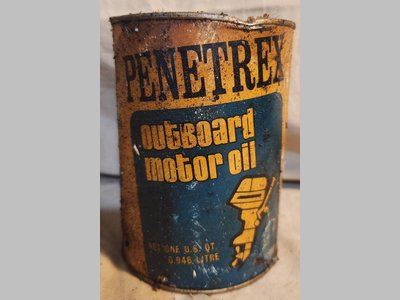 PENETREX
outboard
motor oil
NET ONE U.S. QT
0.946 LITRE